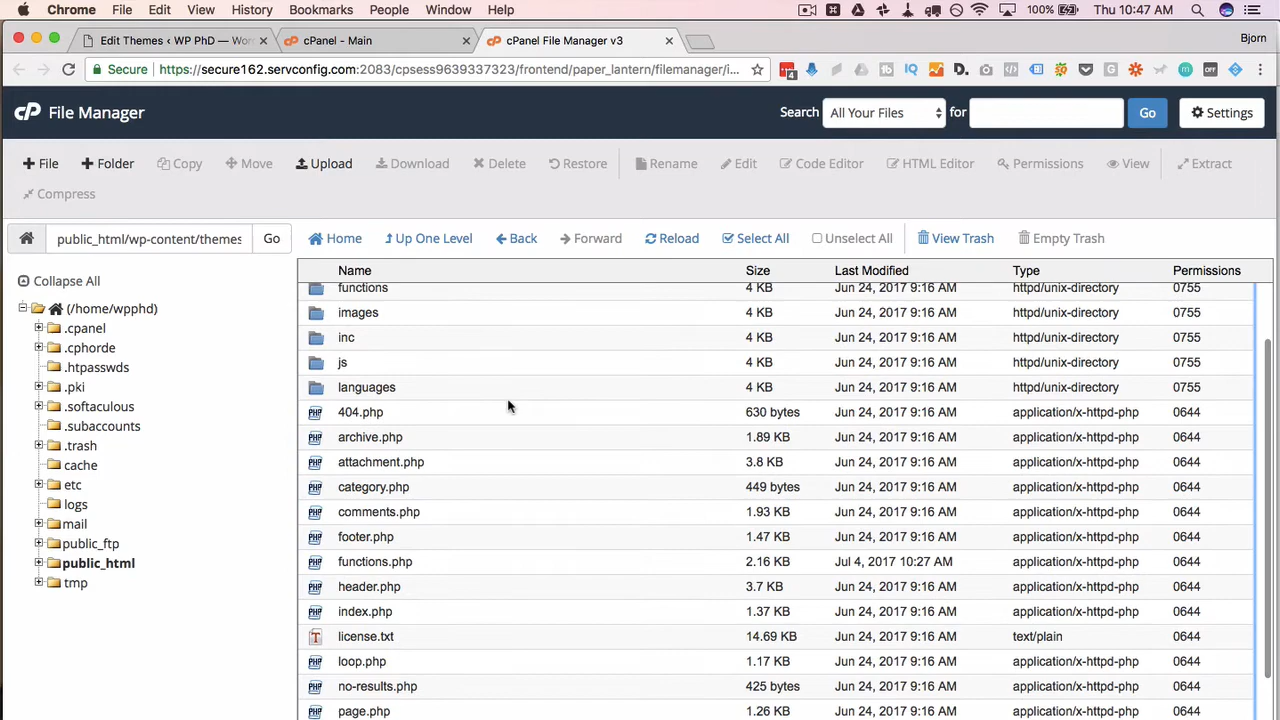 Chrome File Edit View History Bookmarks People Window Help 100% Thu 10:47 AM
Edit Themes ‹ WP PhD — Wor cPanel - Main cPanel File Manager v3 Bjorn
Secure https://secure162.servconfig.com:2083/cpsess9639337323/frontend/paper_lantern/filemanager/i...
cP File Manager Search All Your Files for Go Settings
File Folder Copy Move Upload Download Delete Restore Rename Edit Code Editor HTML Editor Permissions View Extract
Compress
public_html/wp-content/themes Go Home Up One Level Back Forward Reload Select All Unselect All View Trash Empty Trash
Collapse All
(/home/wpphd)
.cpanel
.cphorde
.htpasswds
.pki
.softaculous
.subaccounts
.trash
cache
etc
logs
mail
public_ftp
public_html
tmp
Name Size Last Modified Type Permissions
functions 4 KB Jun 24, 2017 9:16 AM httpd/unix-directory 0755
images 4 KB Jun 24, 2017 9:16 AM httpd/unix-directory 0755
inc 4 KB Jun 24, 2017 9:16 AM httpd/unix-directory 0755
js 4 KB Jun 24, 2017 9:16 AM httpd/unix-directory 0755
languages 4 KB Jun 24, 2017 9:16 AM httpd/unix-directory 0755
404.php 630 bytes Jun 24, 2017 9:16 AM application/x-httpd-php 0644
archive.php 1.89 KB Jun 24, 2017 9:16 AM application/x-httpd-php 0644
attachment.php 3.8 KB Jun 24, 2017 9:16 AM application/x-httpd-php 0644
category.php 449 bytes Jun 24, 2017 9:16 AM application/x-httpd-php 0644
comments.php 1.93 KB Jun 24, 2017 9:16 AM application/x-httpd-php 0644
footer.php 1.47 KB Jun 24, 2017 9:16 AM application/x-httpd-php 0644
functions.php 2.16 KB Jul 4, 2017 10:27 AM application/x-httpd-php 0644
header.php 3.7 KB Jun 24, 2017 9:16 AM application/x-httpd-php 0644
index.php 1.37 KB Jun 24, 2017 9:16 AM application/x-httpd-php 0644
license.txt 14.69 KB Jun 24, 2017 9:16 AM text/plain 0644
loop.php 1.17 KB Jun 24, 2017 9:16 AM application/x-httpd-php 0644
no-results.php 425 bytes Jun 24, 2017 9:16 AM application/x-httpd-php 0644
page.php 1.26 KB Jun 24, 2017 9:16 AM application/x-httpd-php 0644